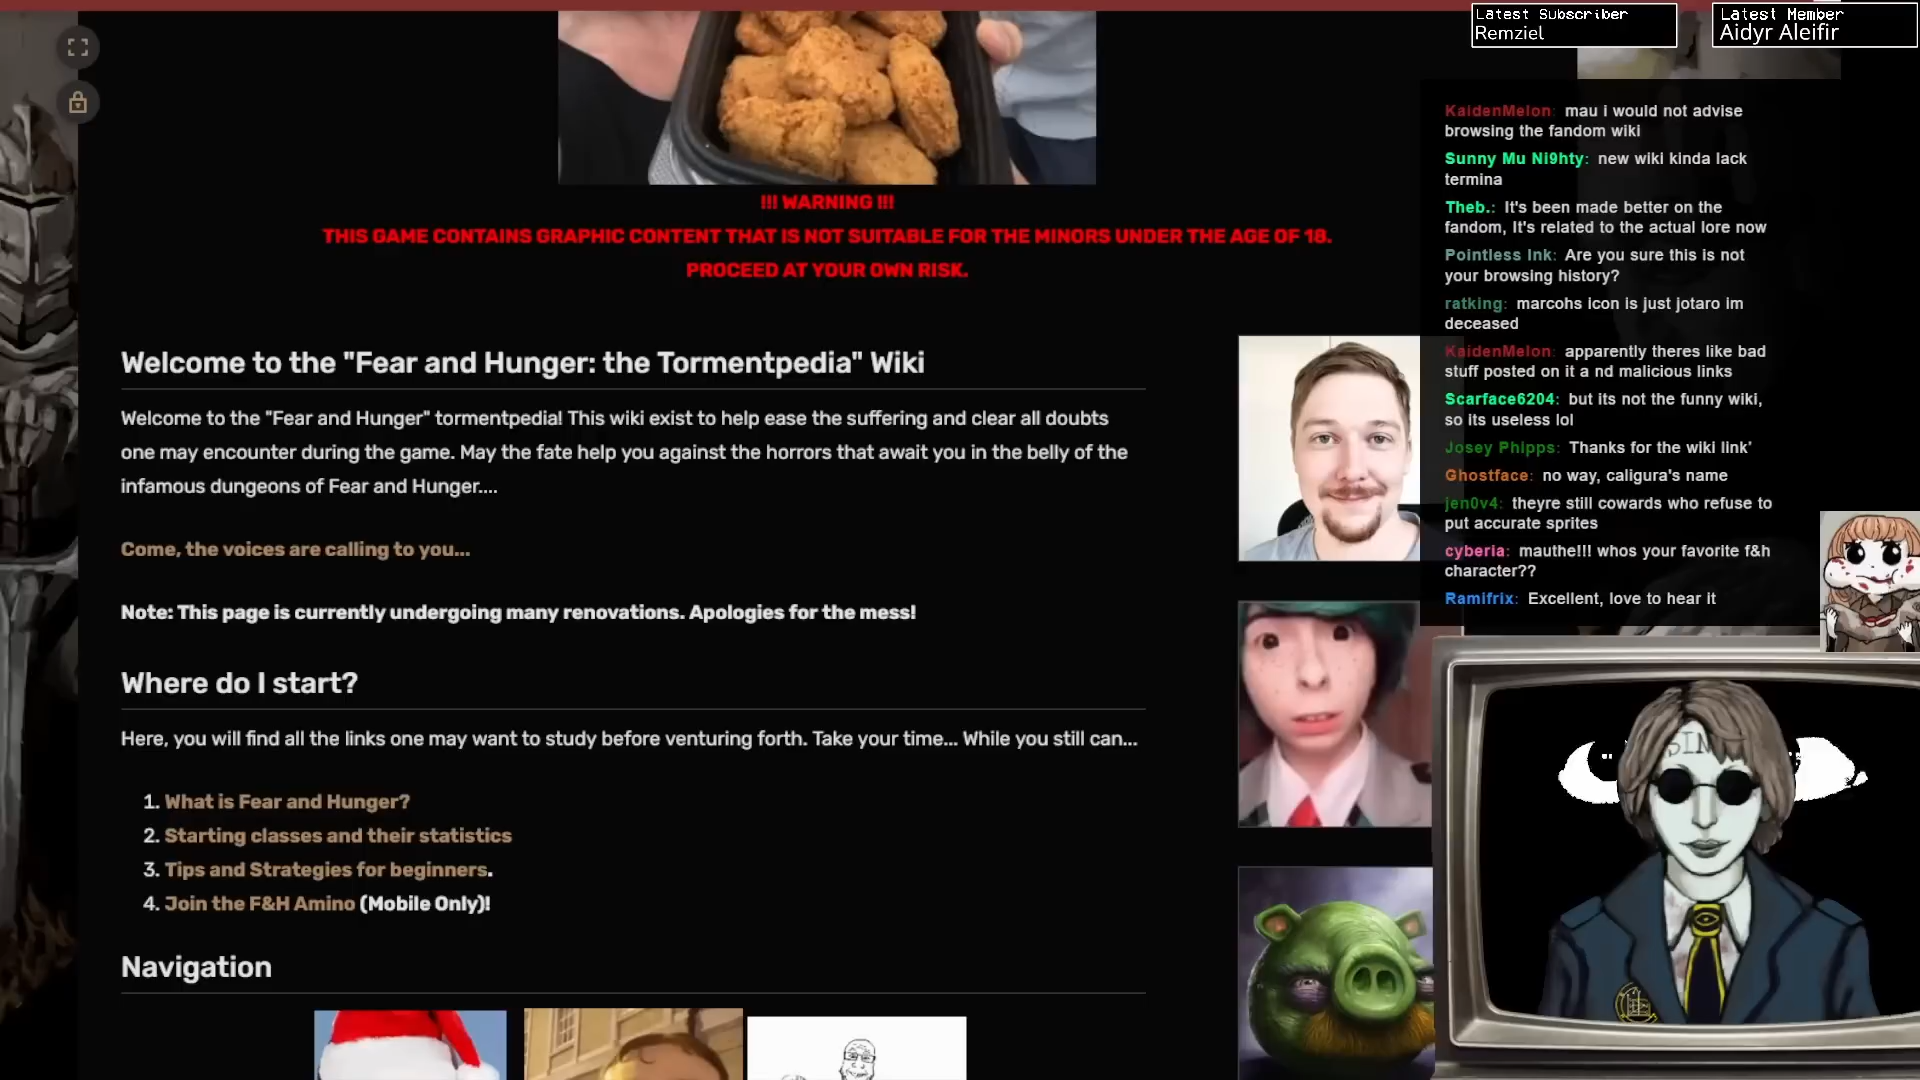 Latest Subscriber
Remziel
Latest Member
Aidyr Aleifir
!!! WARNING !!!
THIS GAME CONTAINS GRAPHIC CONTENT THAT IS NOT SUITABLE FOR THE MINORS UNDER THE AGE OF 18.
PROCEED AT YOUR OWN RISK.
Welcome to the "Fear and Hunger: the Tormentpedia" Wiki
Welcome to the "Fear and Hunger" tormentpedia! This wiki exist to help ease the suffering and clear all doubts
one may encounter during the game. May the fate help you against the horrors that await you in the belly of the
infamous dungeons of Fear and Hunger....
Come, the voices are calling to you...
Note: This page is currently undergoing many renovations. Apologies for the mess!
Where do I start?
Here, you will find all the links one may want to study before venturing forth. Take your time... While you still can...
1. What is Fear and Hunger?
2. Starting classes and their statistics
3. Tips and Strategies for beginners.
4. Join the F&H Amino (Mobile Only)!
Navigation
KaidenMelon: mau i would not advise
browsing the fandom wiki
Sunny Mu Ni9hty: new wiki kinda lack
termina
Theb.: It's been made better on the
fandom, It's related to the actual lore now
Pointless Ink: Are you sure this is not
your browsing history?
ratking: marcohs icon is just jotaro im
deceased
KaidenMelon: apparently theres like bad
stuff posted on it a nd malicious links
Scarface6204: but its not the funny wiki,
so its useless lol
Josey Phipps: Thanks for the wiki link'
Ghostface: no way, caligura's name
jen0v4: theyre still cowards who refuse to
put accurate sprites
cyberia: mauthe!!! whos your favorite f&h
character??
Ramifrix: Excellent, love to hear it
SIN